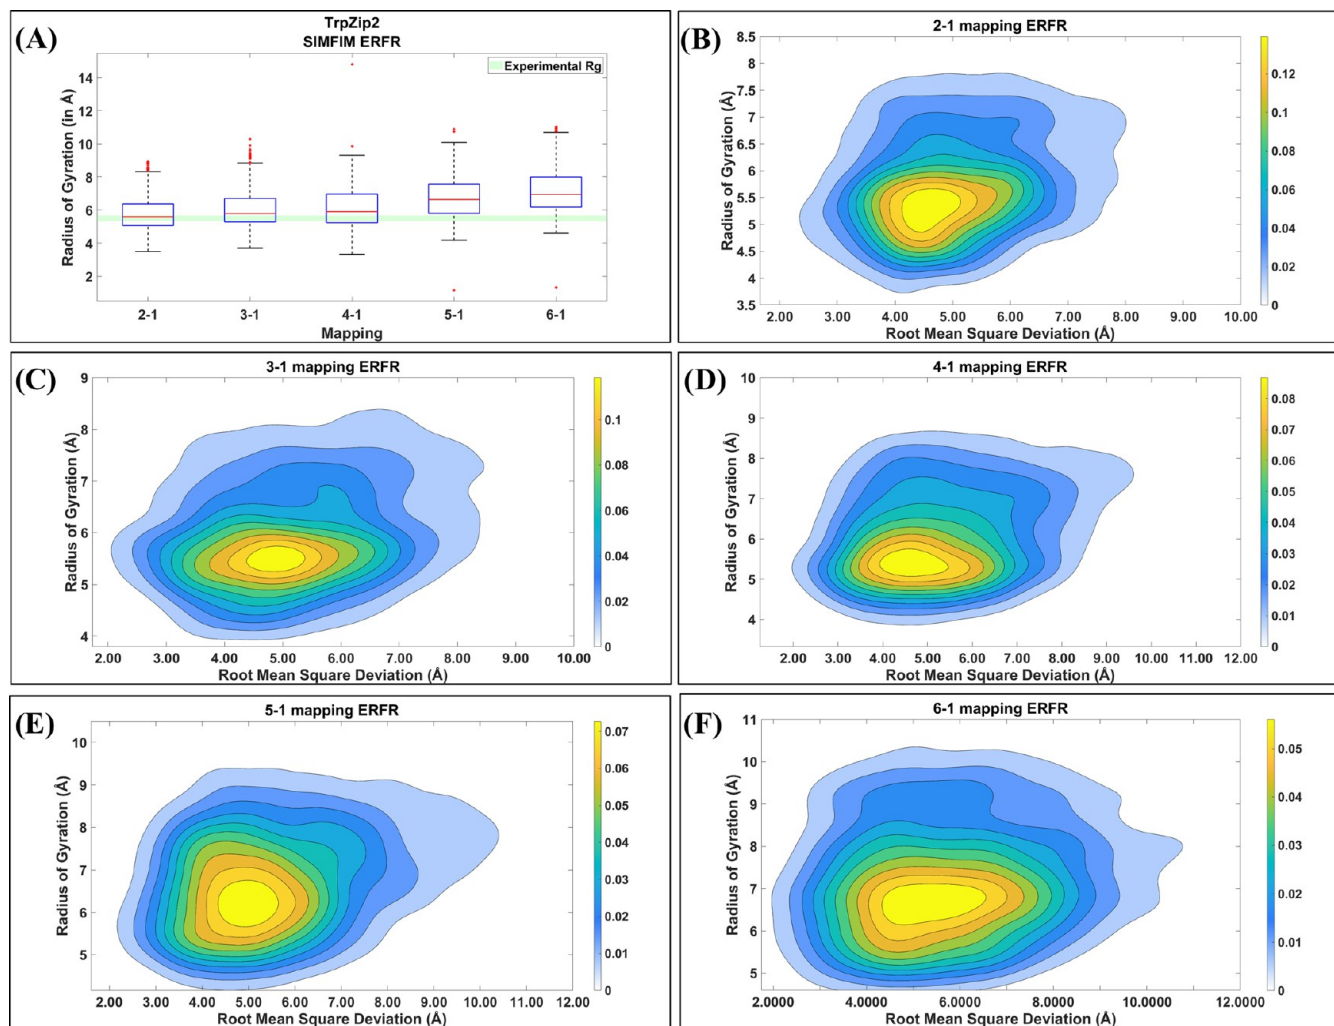 (A)
TrpZip2
SIMFIM ERFR
Experimental Rg
Radius of Gyration (in Å)
14
12
10
8
6
4
2
2-1 3-1 4-1 5-1 6-1
Mapping
(B)
2-1 mapping ERFR
Radius of Gyration (Å)
8.5
8
7.5
7
6.5
6
5.5
5
4.5
4
3.5
2.00 3.00 4.00 5.00 6.00 7.00 8.00 9.00 10.00
Root Mean Square Deviation (Å)
0.12
0.1
0.08
0.06
0.04
0.02
0
(C)
3-1 mapping ERFR
Radius of Gyration (Å)
9
8
7
6
5
4
2.00 3.00 4.00 5.00 6.00 7.00 8.00 9.00 10.00
Root Mean Square Deviation (Å)
0.1
0.08
0.06
0.04
0.02
0
(D)
4-1 mapping ERFR
Radius of Gyration (Å)
10
9
8
7
6
5
4
2.00 3.00 4.00 5.00 6.00 7.00 8.00 9.00 10.00 11.00 12.00
Root Mean Square Deviation (Å)
0.08
0.07
0.06
0.05
0.04
0.03
0.02
0.01
0
(E)
5-1 mapping ERFR
Radius of Gyration (Å)
10
9
8
7
6
5
2.00 3.00 4.00 5.00 6.00 7.00 8.00 9.00 10.00 11.00 12.00
Root Mean Square Deviation (Å)
0.07
0.06
0.05
0.04
0.03
0.02
0.01
0
(F)
6-1 mapping ERFR
Radius of Gyration (Å)
11
10
9
8
7
6
5
2.0000 4.0000 6.0000 8.0000 10.00000 12.0000
Root Mean Square Deviation (Å)
0.05
0.04
0.03
0.02
0.01
0